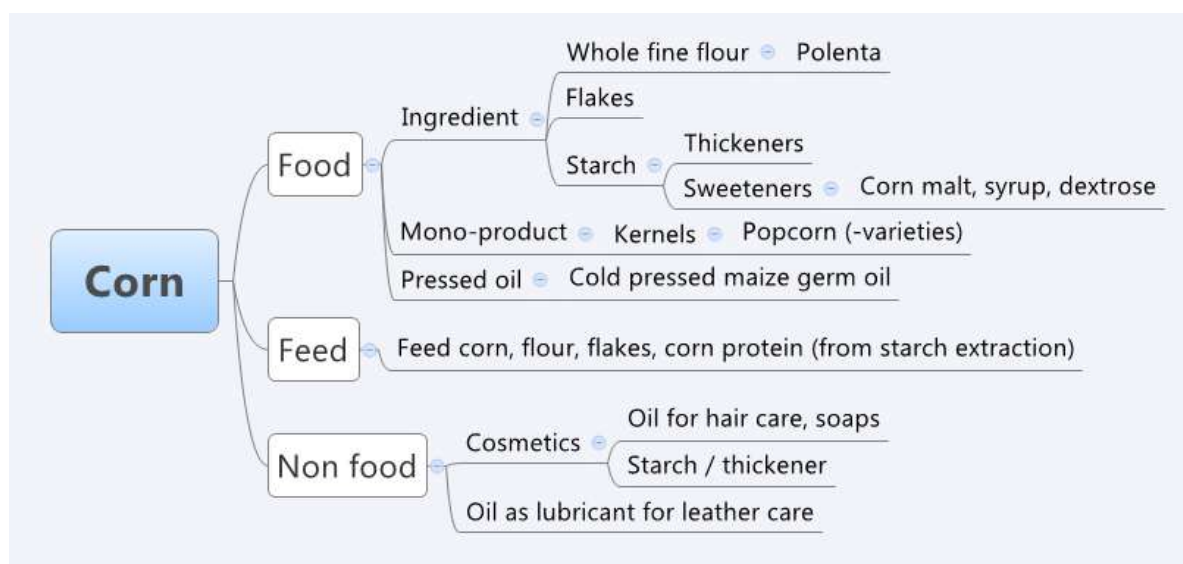 Whole fine flour Polenta
Flakes
Ingredient
Thickeners
Starch
Sweeteners Corn malt, syrup, dextrose
Food
Mono-product Kernels Popcorn (-varieties)
Pressed oil Cold pressed maize germ oil
Corn
Feed Feed corn, flour, flakes, corn protein (from starch extraction)
Oil for hair care, soaps
Cosmetics
Starch / thickener
Non food
Oil as lubricant for leather care